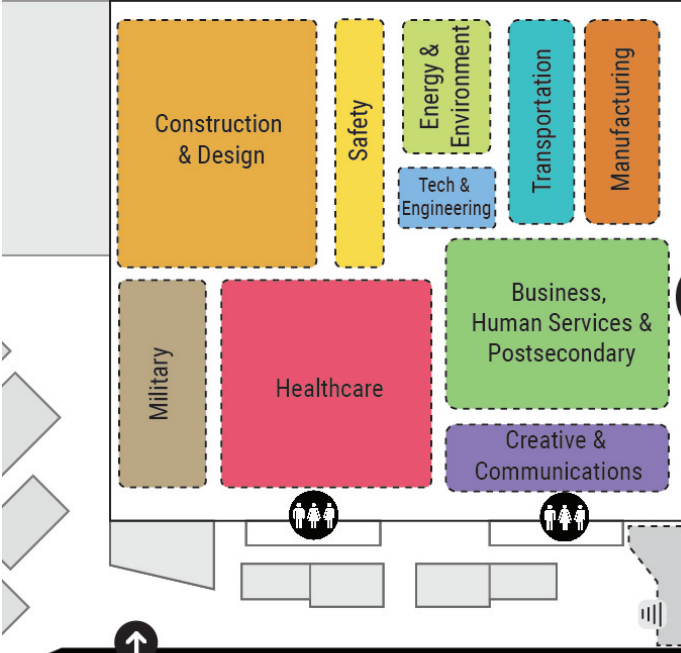 Construction
& Design
Safety
Energy &
Environment
Transportation
Manufacturing
Tech &
Engineering
Military
Healthcare
Business,
Human Services &
Postsecondary
Creative &
Communications